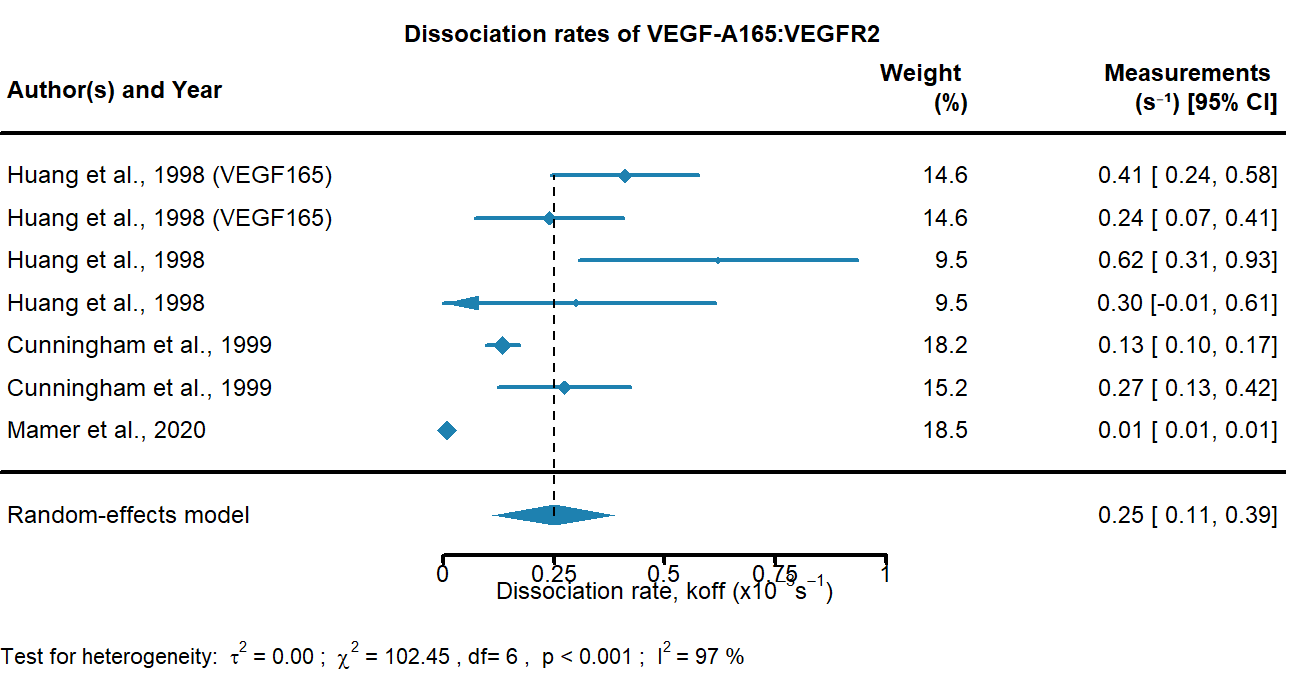 Dissociation rates of VEGF-A165:VEGFR2
Author(s) and Year Weight (%) Measurements (s⁻¹) [95% CI]
Huang et al., 1998 (VEGF165) 14.6 0.41 [ 0.24, 0.58]
Huang et al., 1998 (VEGF165) 14.6 0.24 [ 0.07, 0.41]
Huang et al., 1998 9.5 0.62 [ 0.31, 0.93]
Huang et al., 1998 9.5 0.30 [-0.01, 0.61]
Cunningham et al., 1999 18.2 0.13 [ 0.10, 0.17]
Cunningham et al., 1999 15.2 0.27 [ 0.13, 0.42]
Mamer et al., 2020 18.5 0.01 [ 0.01, 0.01]
Random-effects model 0.25 [ 0.11, 0.39]
0 0.25 0.5 0.75 1
Dissociation rate, koff (x10⁻³s⁻¹)
Test for heterogeneity: τ² = 0.00 ; χ² = 102.45 , df= 6 , p < 0.001 ; I² = 97 %